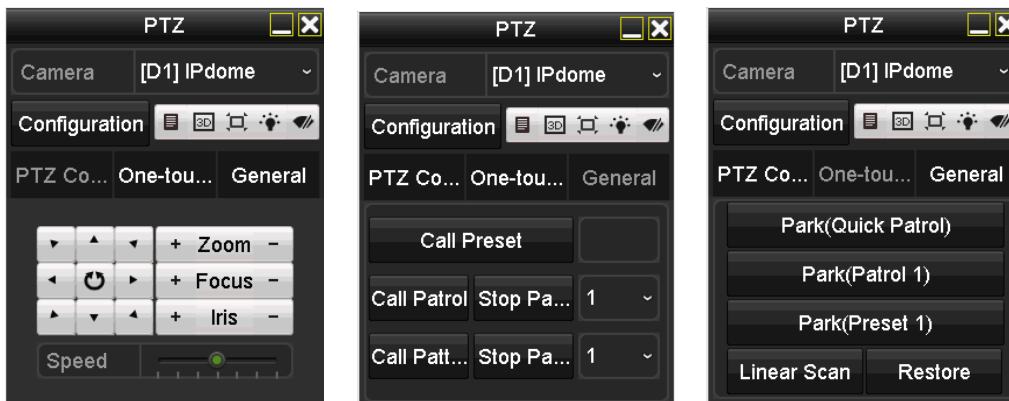 PTZ
Camera [D1] IPdome
Configuration 3D
PTZ Co... One-tou... General
+ Zoom -
+ Focus -
+ Iris -
Speed
PTZ
Camera [D1] IPdome
Configuration 3D
PTZ Co... One-tou... General
Call Preset
Call Patrol Stop Pa... 1
Call Patt... Stop Pa... 1
PTZ
Camera [D1] IPdome
Configuration 3D
PTZ Co... One-tou... General
Park(Quick Patrol)
Park(Patrol 1)
Park(Preset 1)
Linear Scan Restore